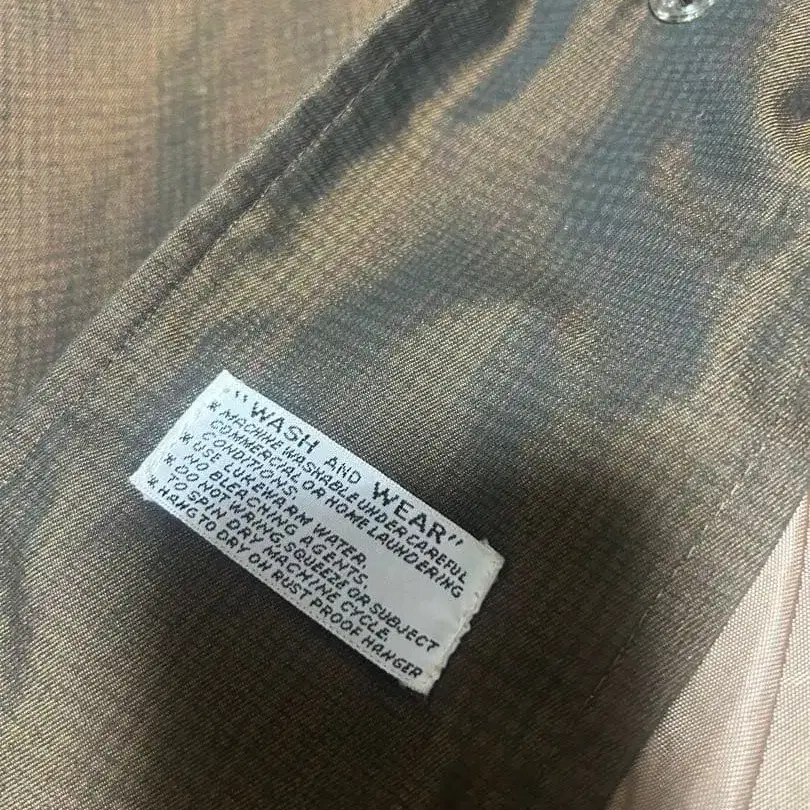 "WASH AND WEAR"
* MACHINE WASHABLE UNDER CAREFUL
COMMERCIAL OR HOME LAUNDERING
CONDITIONS.
* USE LUKEWARM WATER.
NO BLEACHING AGENTS.
* DO NOT WRING, SQUEEZE OR SUBJECT
TO SPIN DRY MACHINE CYCLE.
* HANG TO DRY ON RUST PROOF HANGER